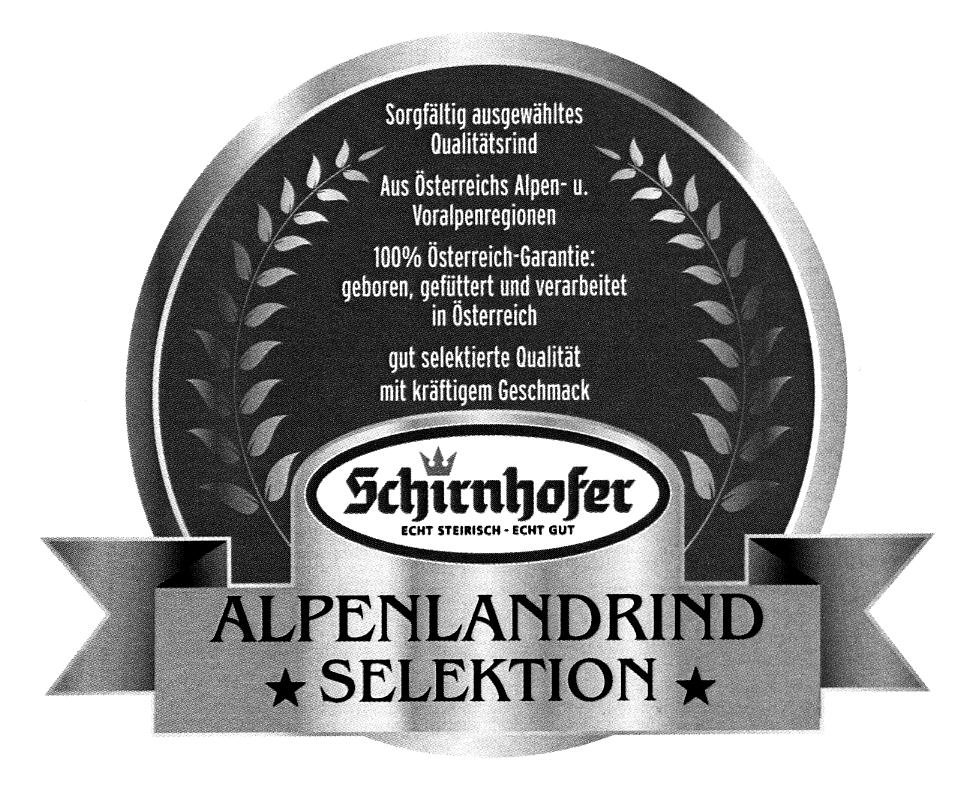 Sorgfältig ausgewähltes
Qualitätsrind
Aus Österreichs Alpen- u.
Voralpenregionen
100% Österreich-Garantie:
geboren, gefüttert und verarbeitet
in Österreich
gut selektierte Qualität
mit kräftigem Geschmack
Schirnhofer
ECHT STEIRISCH - ECHT GUT
ALPENLANDRIND
SELEKTION